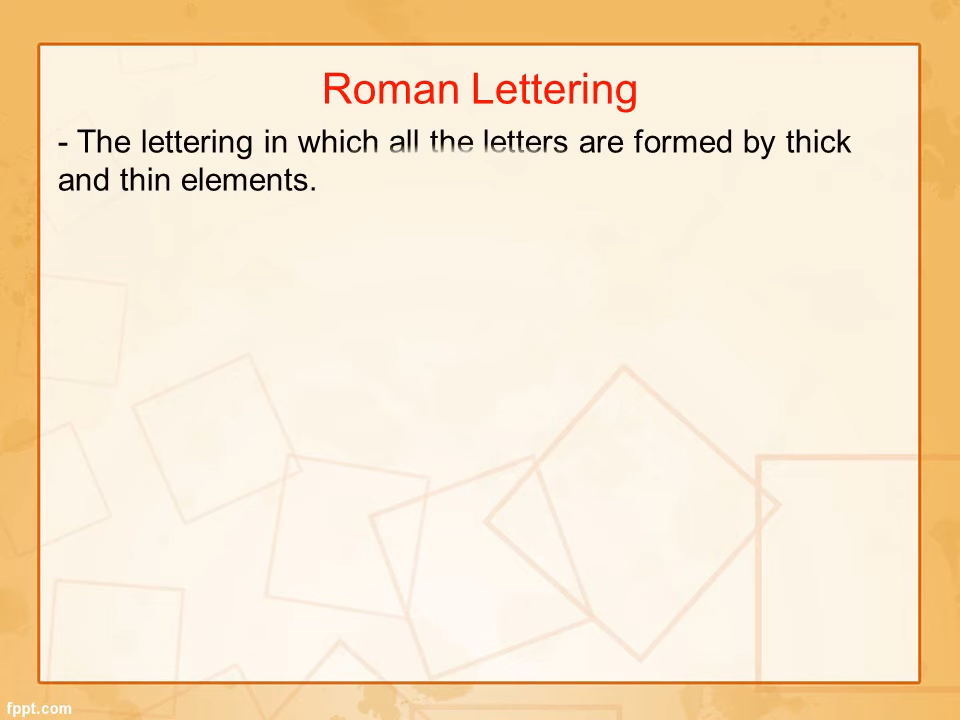 Roman Lettering
- The lettering in which all the letters are formed by thick
and thin elements.
fppt.com